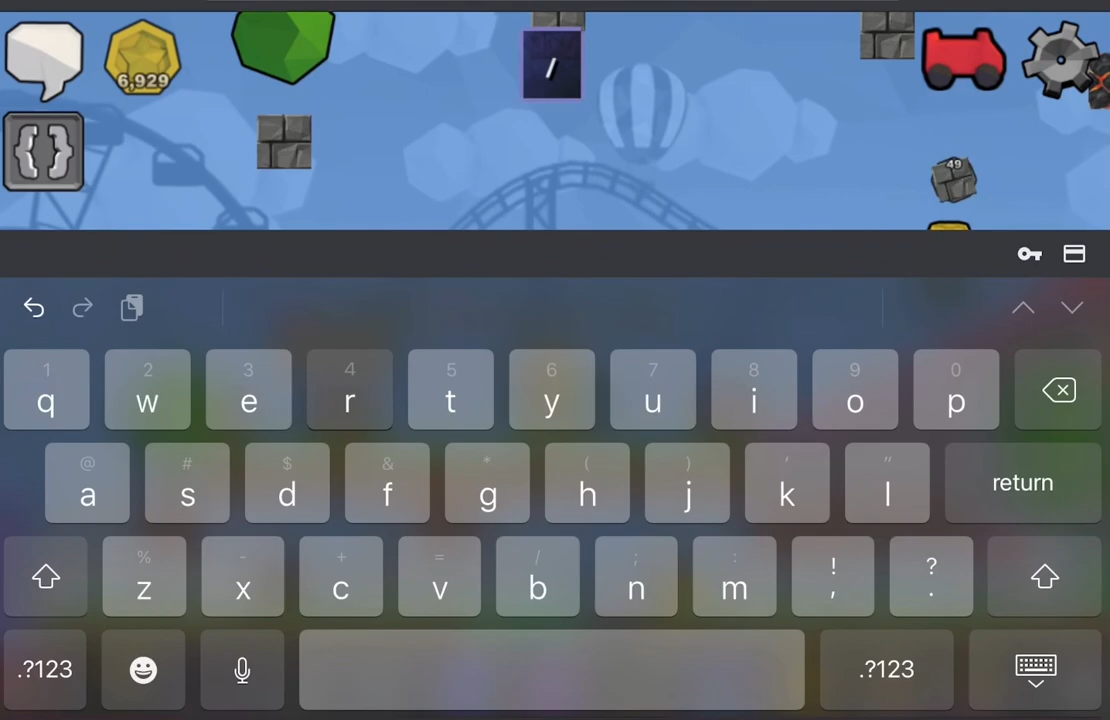 6,929
/
{ }
49
1 2 3 4 5 6 7 8 9 0
q w e r t y u i o p
@ # $ & * ( ) ' "
a s d f g h j k l return
% - + = / ; : ! ?
z x c v b n m , .
.?123 .?123